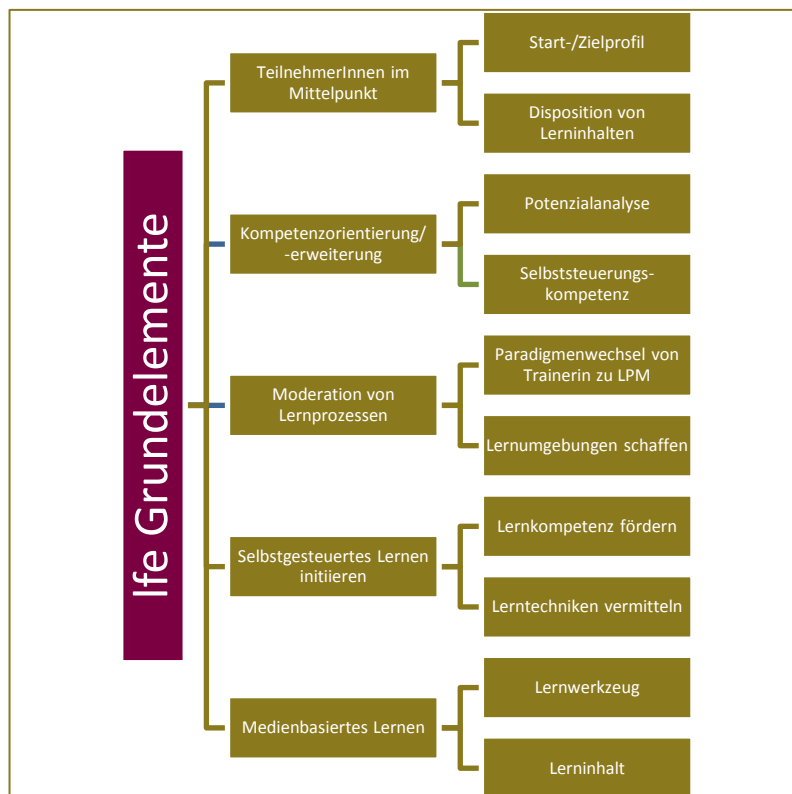 lfe Grundelemente
TeilnehmerInnen im
Mittelpunkt
Start-/Zielprofil
Disposition von
Lerninhalten
Kompetenzorientierung/
-erweiterung
Potenzialanalyse
Selbststeuerungs-
kompetenz
Moderation von
Lernprozessen
Paradigmenwechsel von
Trainerin zu LPM
Lernumgebungen schaffen
Selbstgesteuertes Lernen
initiieren
Lernkompetenz fördern
Lerntechniken vermitteln
Medienbasiertes Lernen
Lernwerkzeug
Lerninhalt